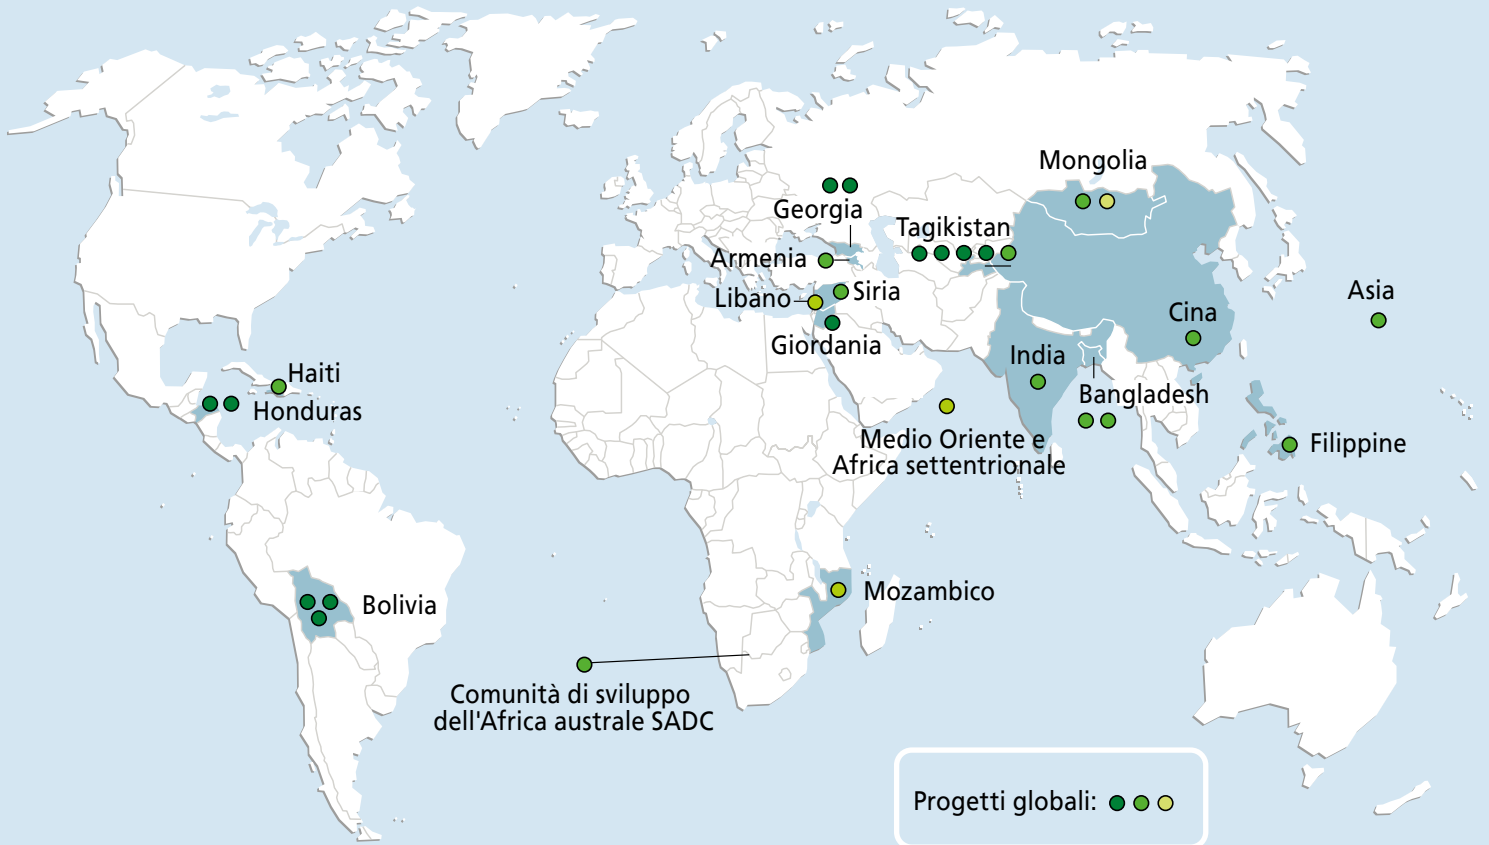 Mongolia
Georgia
Tagikistan
Armenia
Siria
Libano
Asia
Cina
Giordania
India
Haiti
Bangladesh
Honduras
Medio Oriente e
Africa settentrionale
Filippine
Mozambico
Bolivia
Comunità di sviluppo
dell'Africa australe SADC
Progetti globali: